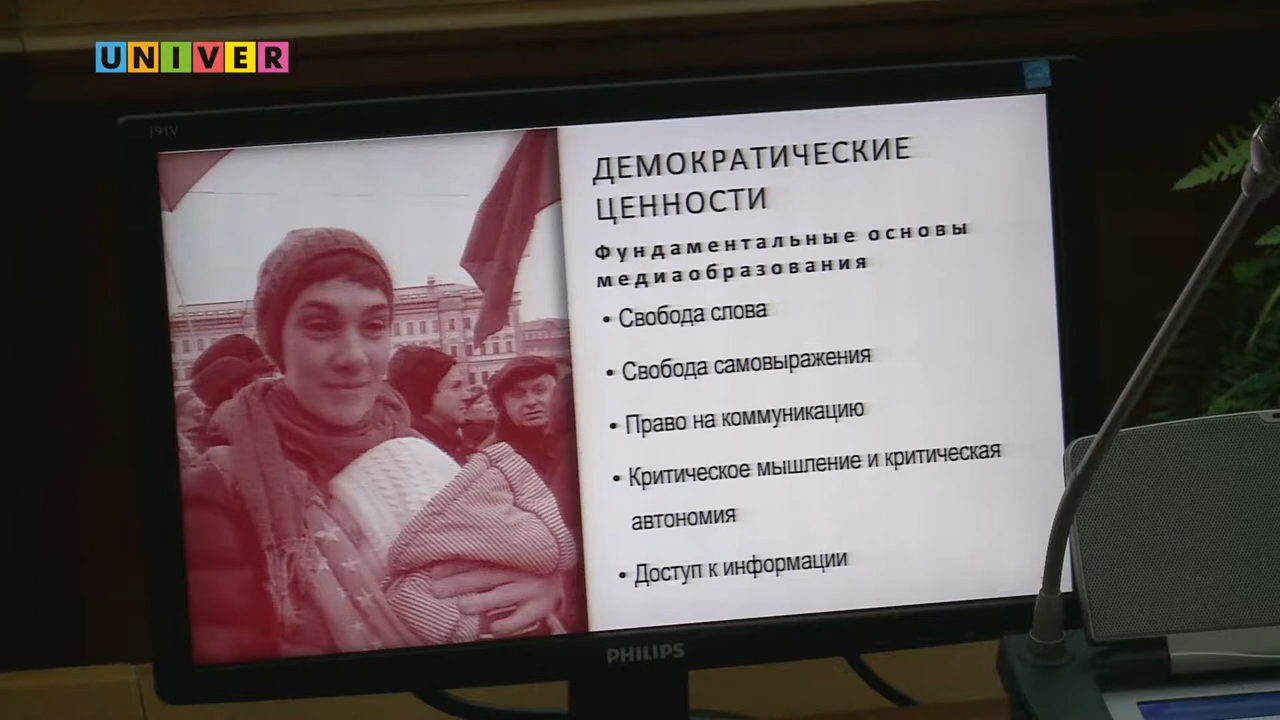 UNIVER
191V
ДЕМОКРАТИЧЕСКИЕ
ЦЕННОСТИ
Фундаментальные основы
медиаобразования
• Свобода слова
• Свобода самовыражения
• Право на коммуникацию
• Критическое мышление и критическая
автономия
• Доступ к информации
PHILIPS